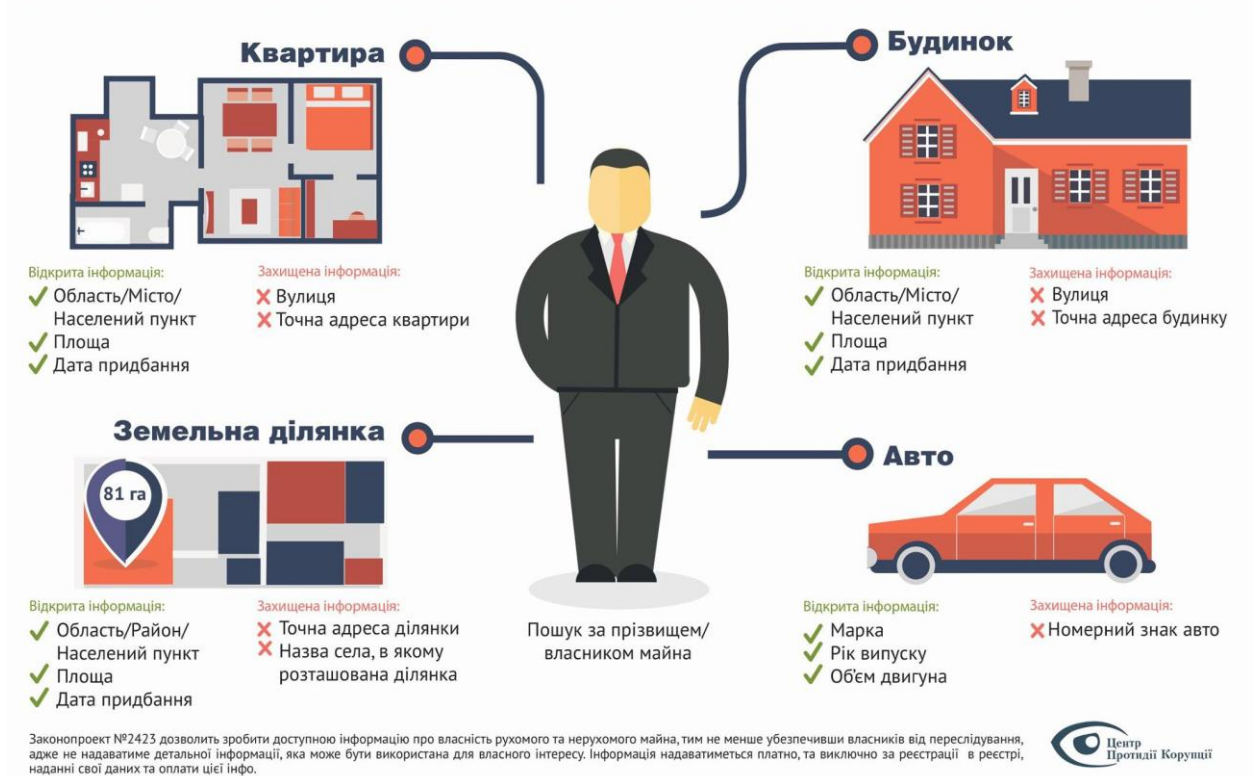 Квартира
Відкрита інформація:
Область/Місто/
Населений пункт
Площа
Дата придбання
Захищена інформація:
Вулиця
Точна адреса квартири
Будинок
Відкрита інформація:
Область/Місто/
Населений пункт
Площа
Дата придбання
Захищена інформація:
Вулиця
Точна адреса будинку
Земельна ділянка
81 га
Відкрита інформація:
Область/Район/
Населений пункт
Площа
Дата придбання
Захищена інформація:
Точна адреса ділянки
Назва села, в якому
розташована ділянка
Пошук за прізвищем/
власником майна
Авто
Відкрита інформація:
Марка
Рік випуску
Об'єм двигуна
Захищена інформація:
Номерний знак авто
Законопроект №2423 дозволить зробити доступною інформацію про власність рухомого та нерухомого майна, тим не менше убезпечивши власників від переслідування,
адже не надаватиме детальної інформації, яка може бути використана для власного інтересу. Інформація надаватиметься платно, та виключно за реєстрації в реєстрі,
наданні свої даних та оплати цієї інфо.
Центр
Протидії Корупції